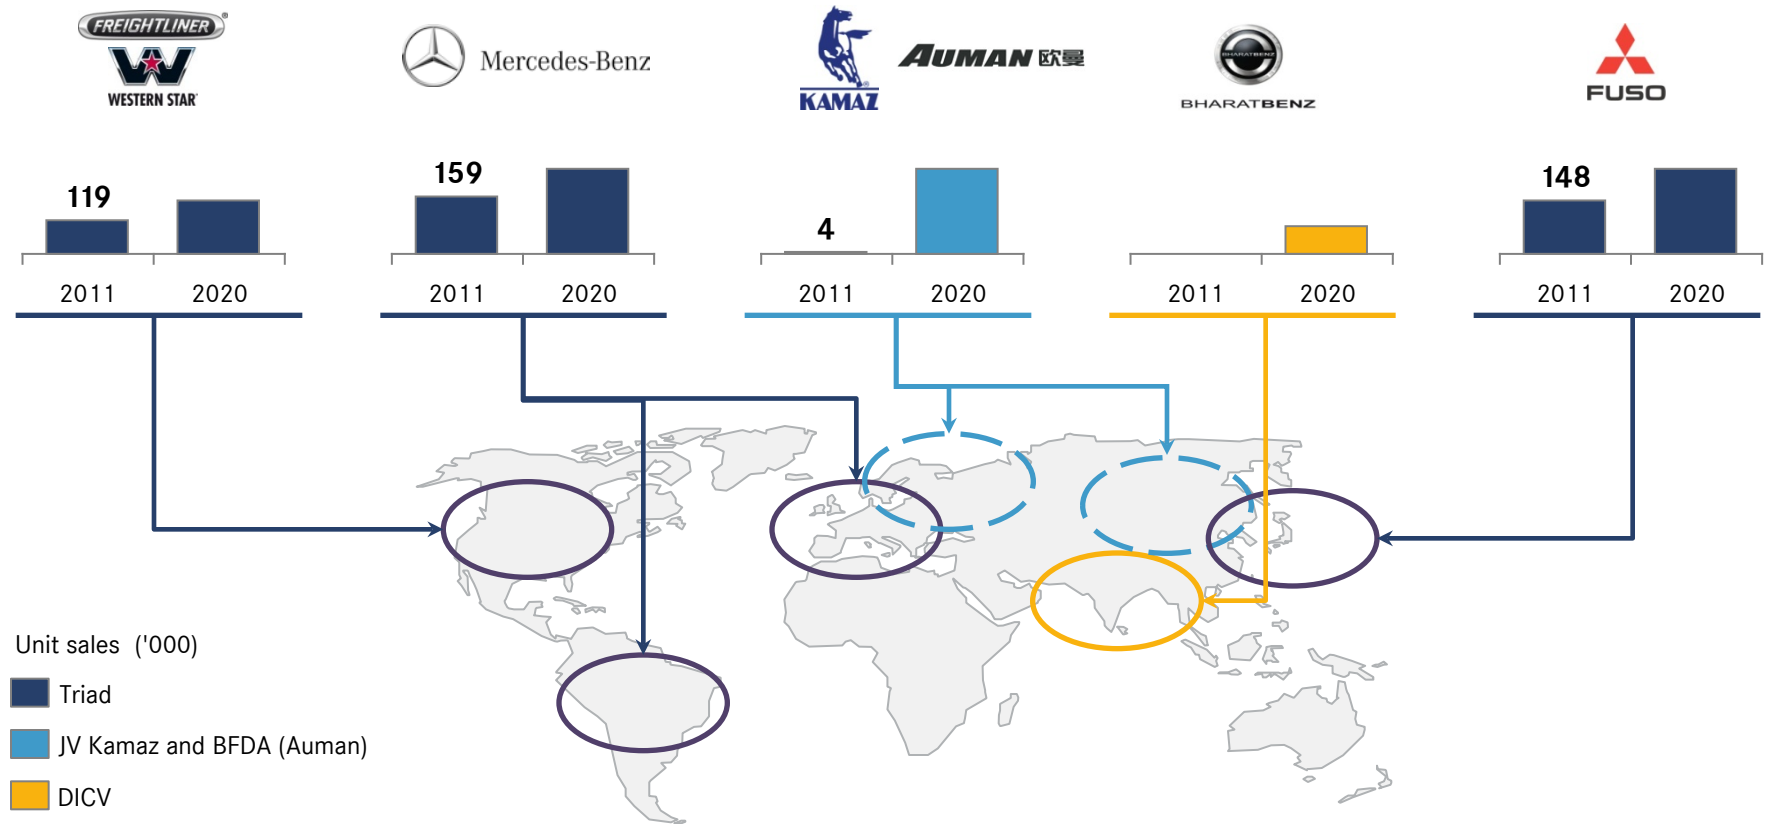 FREIGHTLINER
WESTERN STAR
Mercedes-Benz
KAMAZ
AUMAN 欧曼
BHARATBENZ
BHARATBENZ
FUSO
119
159
4
148
2011 2020
2011 2020
2011 2020
2011 2020
2011 2020
Unit sales ('000)
Triad
JV Kamaz and BFDA (Auman)
DICV